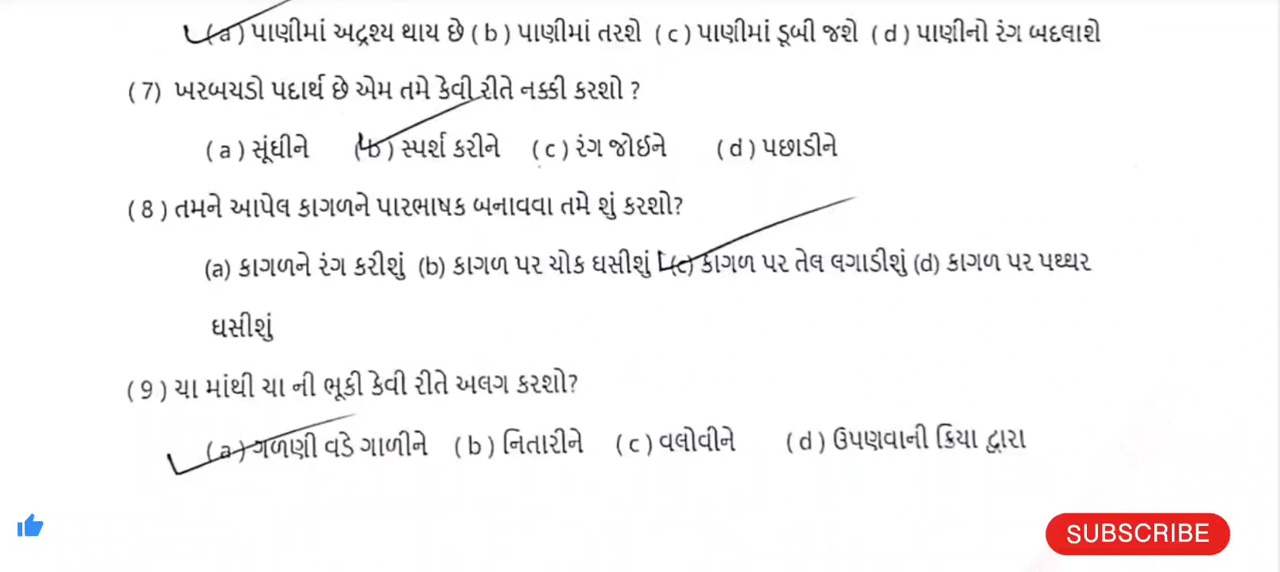 (a) પાણીમાં અદ્રશ્ય થાય છે (b) પાણીમાં તરશે (c) પાણીમાં ડૂબી જશે (d) પાણીનો રંગ બદલાશે
(7) ખરબચડો પદાર્થ છે એમ તમે કેવી રીતે નક્કી કરશો ?
(a) સૂંઘીને (b) સ્પર્શ કરીને (c) રંગ જોઈને (d) પછાડીને
(8) તમને આપેલ કાગળને પારભાષક બનાવવા તમે શું કરશો?
(a) કાગળને રંગ કરીશું (b) કાગળ પર ચોક ઘસીશું (c) કાગળ પર તેલ લગાડીશું (d) કાગળ પર પથ્થર
ઘસીશું
(9) ચા માંથી ચા ની ભૂકી કેવી રીતે અલગ કરશો?
(a) ગળણી વડે ગાળીને (b) નિતારીને (c) વલોવીને (d) ઉપણવાની ક્રિયા દ્વારા
SUBSCRIBE